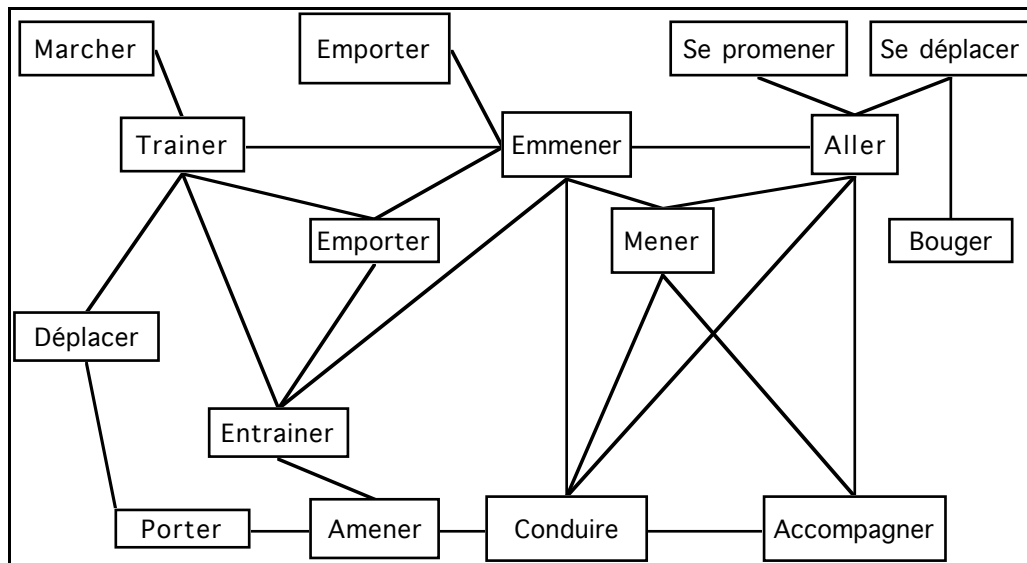 Marcher
Emporter
Se promener
Se déplacer
Trainer
Emmener
Aller
Emporter
Mener
Bouger
Déplacer
Entrainer
Porter
Amener
Conduire
Accompagner